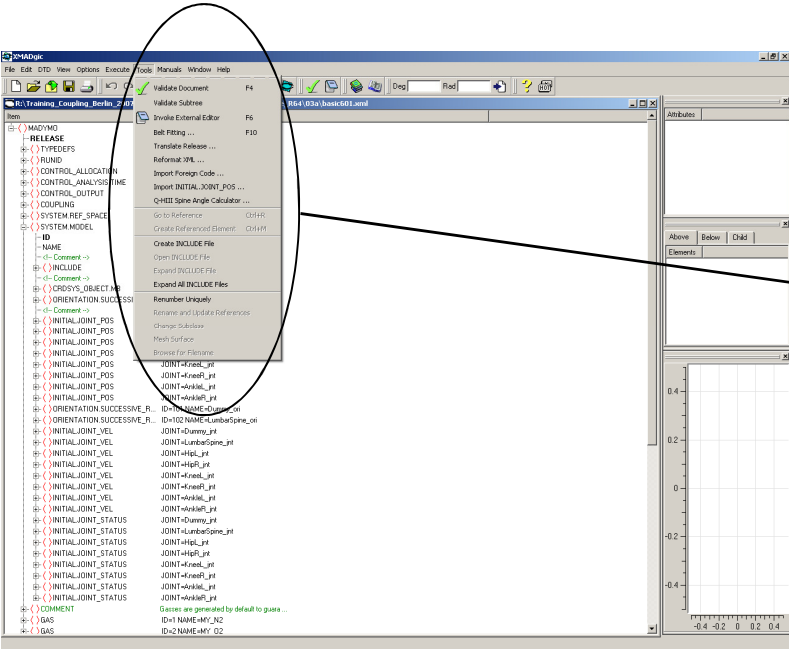 XMADgic
File Edit DTD View Options Execute Tools Manuals Window Help
Deg Rad
HOT
R:\Training_Coupling_Berlin_2007 R64\03a\basic601.xml
Item
MADYMO
RELEASE
TYPEDEFS
RUNID
CONTROL_ALLOCATION
CONTROL_ANALYSIS.TIME
CONTROL_OUTPUT
COUPLING
SYSTEM.REF_SPACE
SYSTEM.MODEL
ID
NAME
<!-- Comment -->
INCLUDE
<!-- Comment -->
CRDSYS_OBJECT.MB
ORIENTATION.SUCCESSI
<!-- Comment -->
INITIAL.JOINT_POS
INITIAL.JOINT_POS
INITIAL.JOINT_POS
INITIAL.JOINT_POS
INITIAL.JOINT_POS JOINT=KneeL_jnt
INITIAL.JOINT_POS JOINT=KneeR_jnt
INITIAL.JOINT_POS JOINT=AnkleL_jnt
INITIAL.JOINT_POS JOINT=AnkleR_jnt
ORIENTATION.SUCCESSIVE_R... ID=101 NAME=Dummy_ori
ORIENTATION.SUCCESSIVE_R... ID=102 NAME=LumbarSpine_ori
INITIAL.JOINT_VEL JOINT=Dummy_jnt
INITIAL.JOINT_VEL JOINT=LumbarSpine_jnt
INITIAL.JOINT_VEL JOINT=HipL_jnt
INITIAL.JOINT_VEL JOINT=HipR_jnt
INITIAL.JOINT_VEL JOINT=KneeL_jnt
INITIAL.JOINT_VEL JOINT=KneeR_jnt
INITIAL.JOINT_VEL JOINT=AnkleL_jnt
INITIAL.JOINT_VEL JOINT=AnkleR_jnt
INITIAL.JOINT_STATUS JOINT=Dummy_jnt
INITIAL.JOINT_STATUS JOINT=LumbarSpine_jnt
INITIAL.JOINT_STATUS JOINT=HipL_jnt
INITIAL.JOINT_STATUS JOINT=HipR_jnt
INITIAL.JOINT_STATUS JOINT=KneeL_jnt
INITIAL.JOINT_STATUS JOINT=KneeR_jnt
INITIAL.JOINT_STATUS JOINT=AnkleL_jnt
INITIAL.JOINT_STATUS JOINT=AnkleR_jnt
COMMENT Gasses are generated by default to guara ...
GAS ID=1 NAME=MY_N2
GAS ID=2 NAME=MY_O2
Validate Document F4
Validate Subtree
Invoke External Editor F6
Belt Fitting ... F10
Translate Release ...
Reformat XML ...
Import Foreign Code ...
Import INITIAL.JOINT_POS ...
Q-HIII Spine Angle Calculator ...
Go to Reference Ctrl+R
Create Referenced Element Ctrl+M
Create INCLUDE File
Open INCLUDE File
Expand INCLUDE File
Expand All INCLUDE Files
Renumber Uniquely
Rename and Update References
Change Subclass
Mesh Surface
Browse for Filename
Attributes
Above Below Child
Elements
0.4
0.2
0
-0.2
-0.4
-0.4 -0.2 0 0.2 0.4